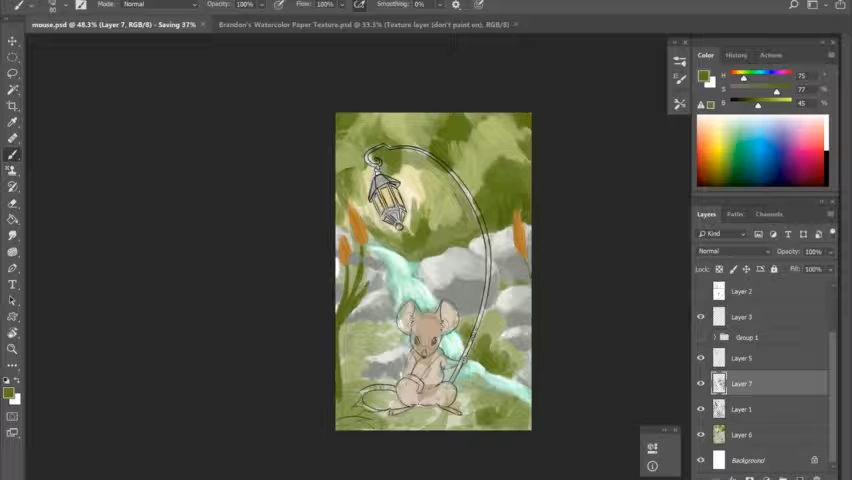 80
Mode: Normal
Opacity: 100%
Flow: 100%
Smoothing: 0%
mouse.psd @ 48.3% (Layer 7, RGB/8) - Saving 37% ×
Brandon's Watercolor Paper Texture.psd @ 33.3% (Texture layer (don't paint on), RGB/8) ×
Color History Actions
H 75 °
S 77 %
B 45 %
Layers Paths Channels
Kind
Normal Opacity: 100%
Lock: Fill: 100%
Layer 2
Layer 3
Group 1
Layer 5
Layer 7
Layer 1
Layer 6
Background